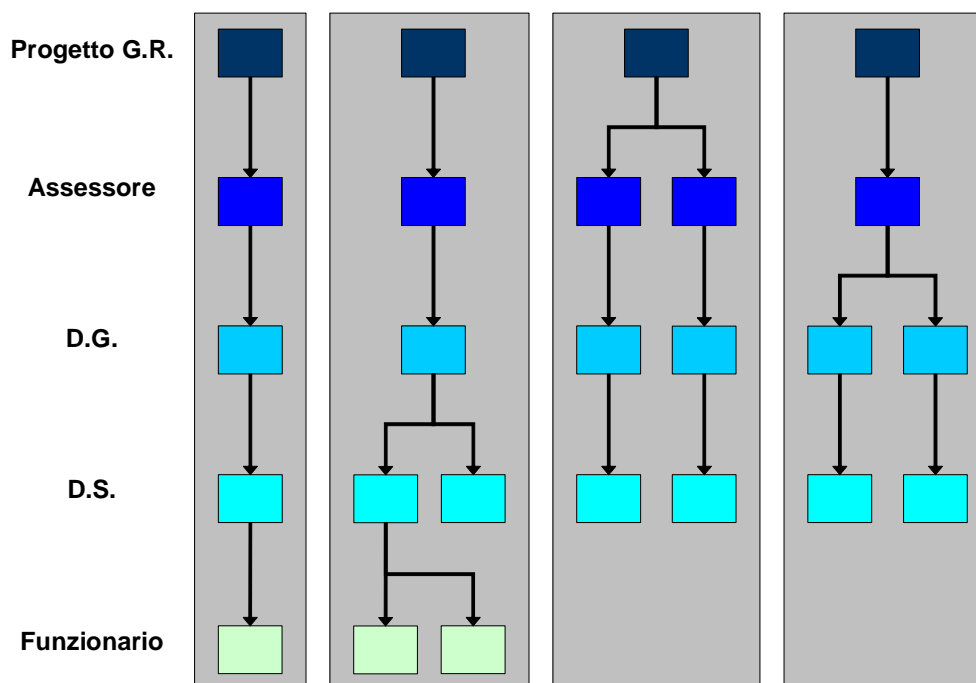 Progetto G.R.
Assessore
D.G.
D.S.
Funzionario